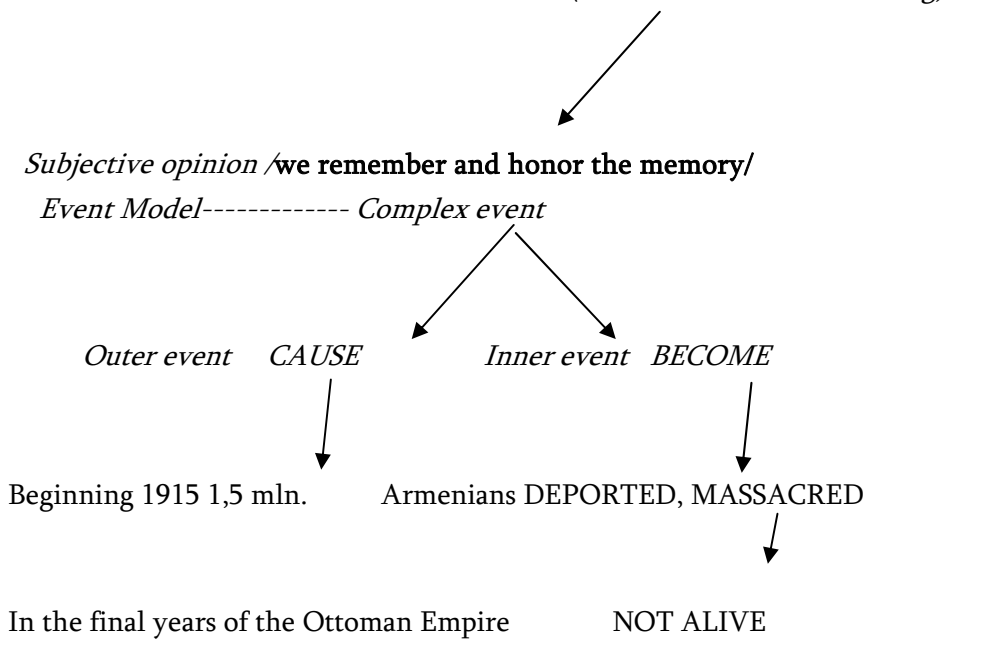 Subjective opinion /we remember and honor the memory/
Event Model------------- Complex event
Outer event CAUSE Inner event BECOME
Beginning 1915 1,5 mln. Armenians DEPORTED, MASSACRED
In the final years of the Ottoman Empire NOT ALIVE